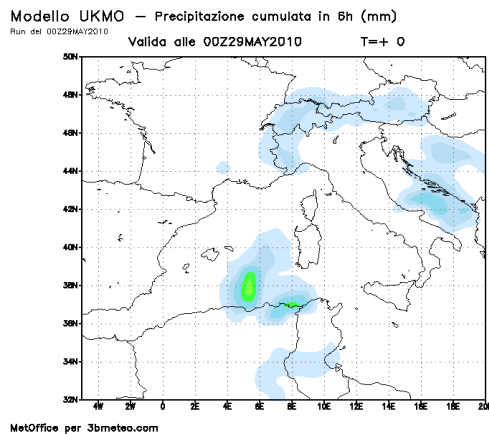 Modello UKMO – Precipitazione cumulata in 6h (mm)
Run del 00Z29MAY2010
Valida alle 00Z29MAY2010 T=+ 0
50N
48N
46N
44N
42N
40N
38N
36N
34N
32N
4W 2W 0 2E 4E 6E 8E 10E 12E 14E 16E 18E 20
MetOffice per 3bmeteo.com